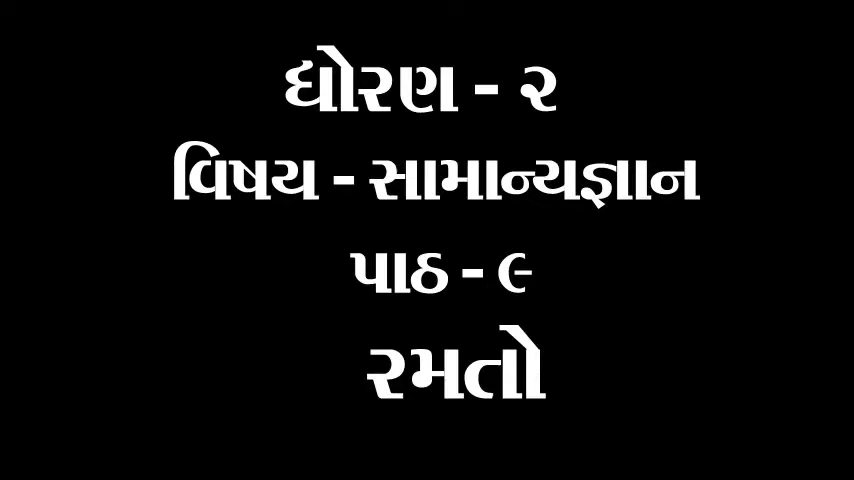 ધોરણ - ૨
વિષય - સામાન્યજ્ઞાન
પાઠ - ૯
રમતો